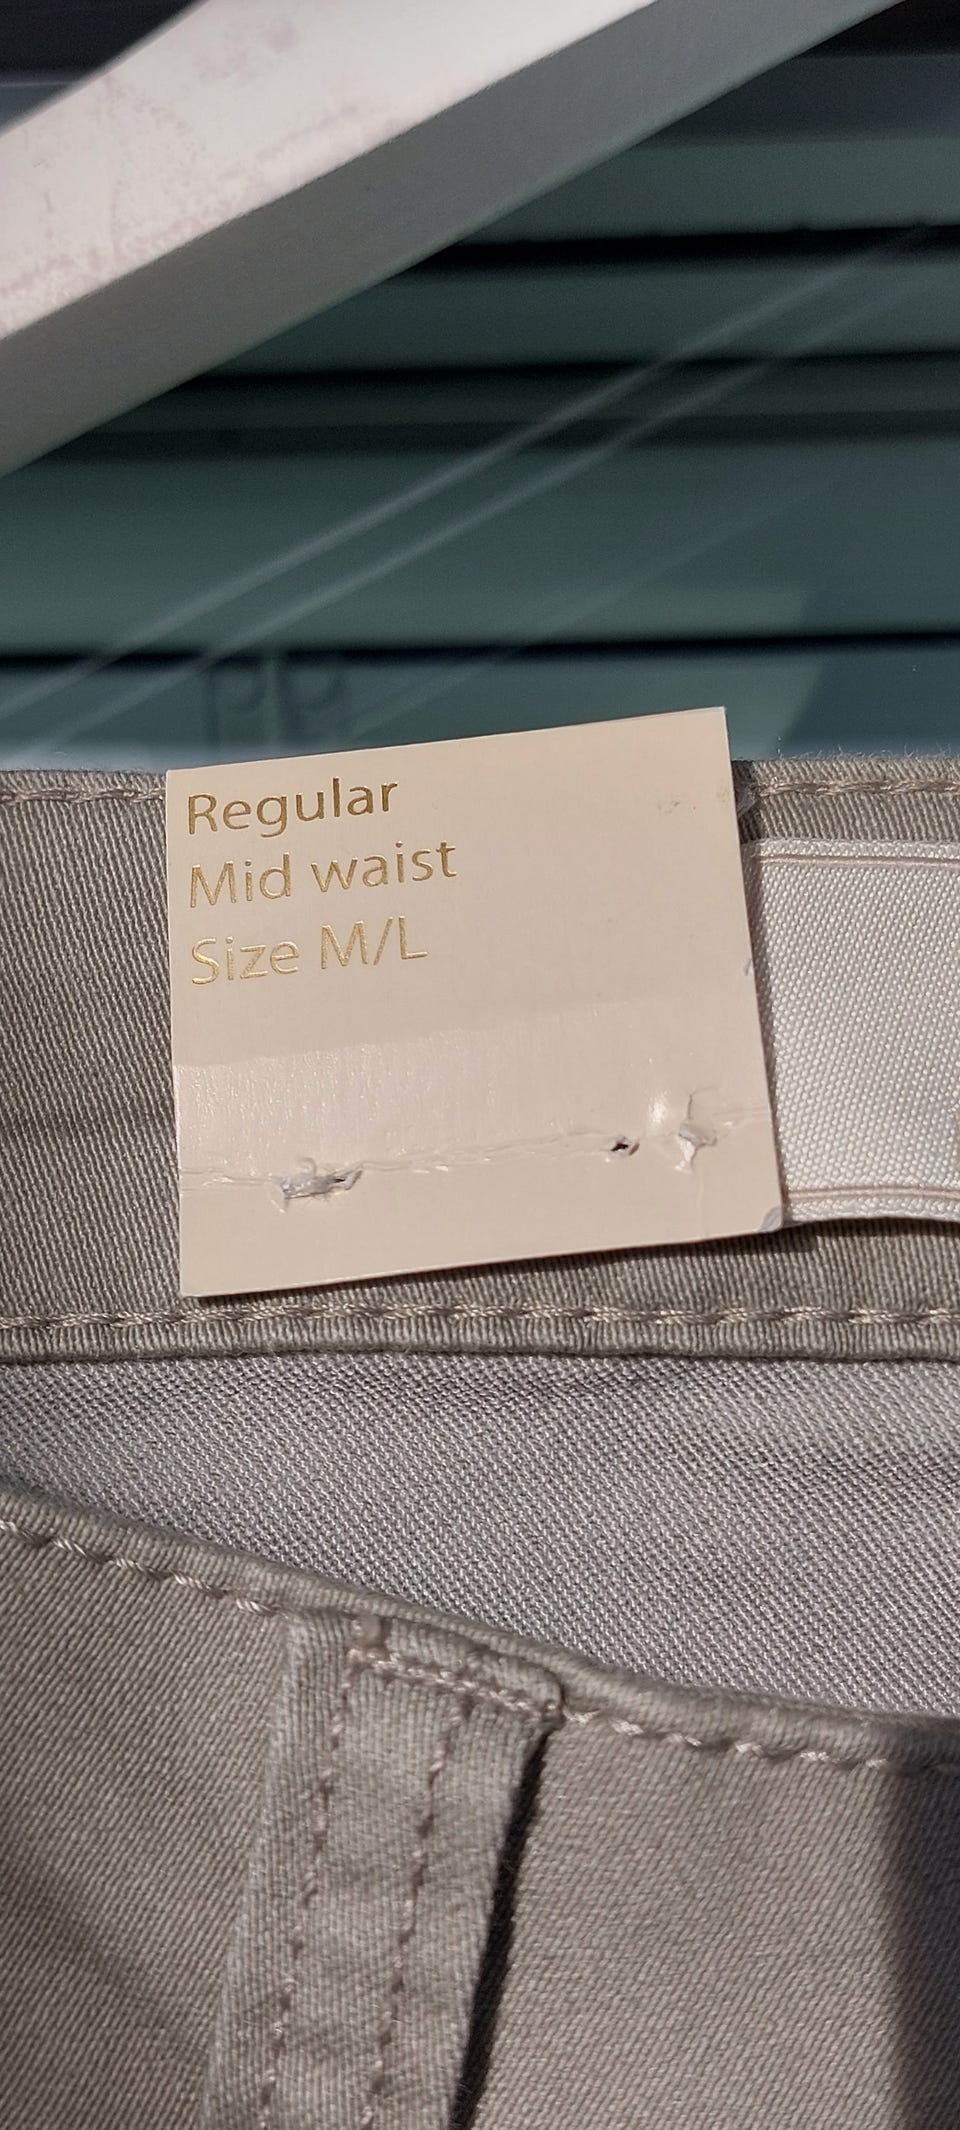 Regular
Mid waist
Size M/L